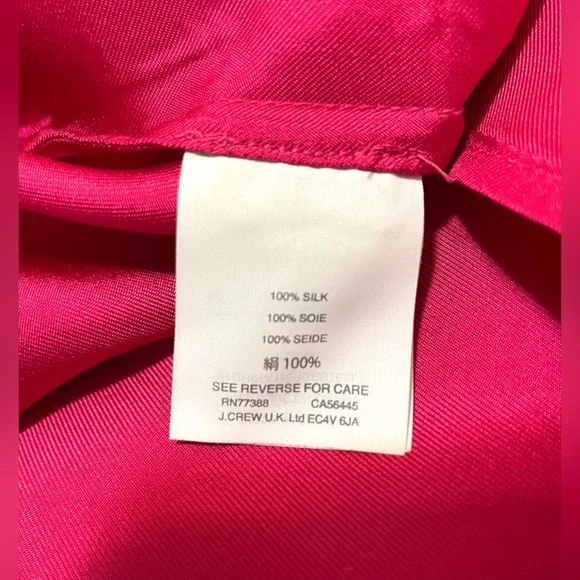 100% SILK
100% SOIE
100% SEIDE
絹 100%
SEE REVERSE FOR CARE
RN77388 CA56445
J.CREW U.K. Ltd EC4V 6JA